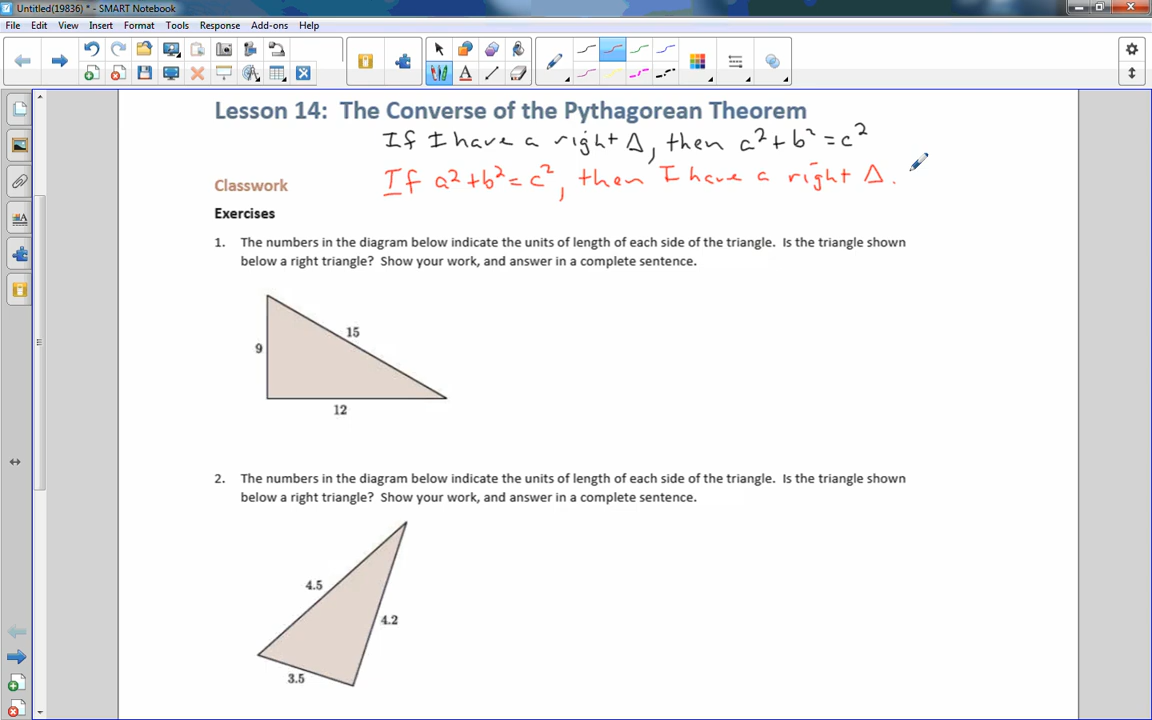 Untitled(19836) * - SMART Notebook
File Edit View Insert Format Tools Response Add-ons Help
Lesson 14: The Converse of the Pythagorean Theorem
If I have a right Δ, then a² + b² = c²
If a² + b² = c², then I have a right Δ.
Classwork
Exercises
1. The numbers in the diagram below indicate the units of length of each side of the triangle. Is the triangle shown
below a right triangle? Show your work, and answer in a complete sentence.
15
9
12
2. The numbers in the diagram below indicate the units of length of each side of the triangle. Is the triangle shown
below a right triangle? Show your work, and answer in a complete sentence.
4.5
4.2
3.5